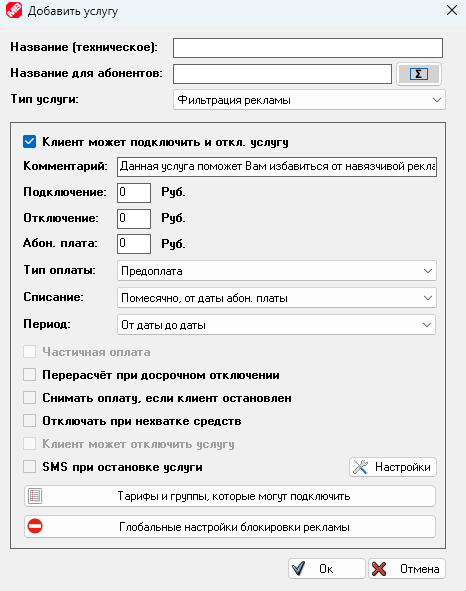 Добавить услугу
Название (техническое):
Название для абонентов: Σ
Тип услуги: Фильтрация рекламы
Клиент может подключить и откл. услугу
Комментарий: Данная услуга поможет Вам избавиться от навязчивой рекла
Подключение: 0 Руб.
Отключение: 0 Руб.
Абон. плата: 0 Руб.
Тип оплаты: Предоплата
Списание: Помесячно, от даты абон. платы
Период: От даты до даты
Частичная оплата
Перерасчёт при досрочном отключении
Снимать оплату, если клиент остановлен
Отключать при нехватке средств
Клиент может отключить услугу
SMS при остановке услуги Настройки
Тарифы и группы, которые могут подключить
Глобальные настройки блокировки рекламы
Ок Отмена